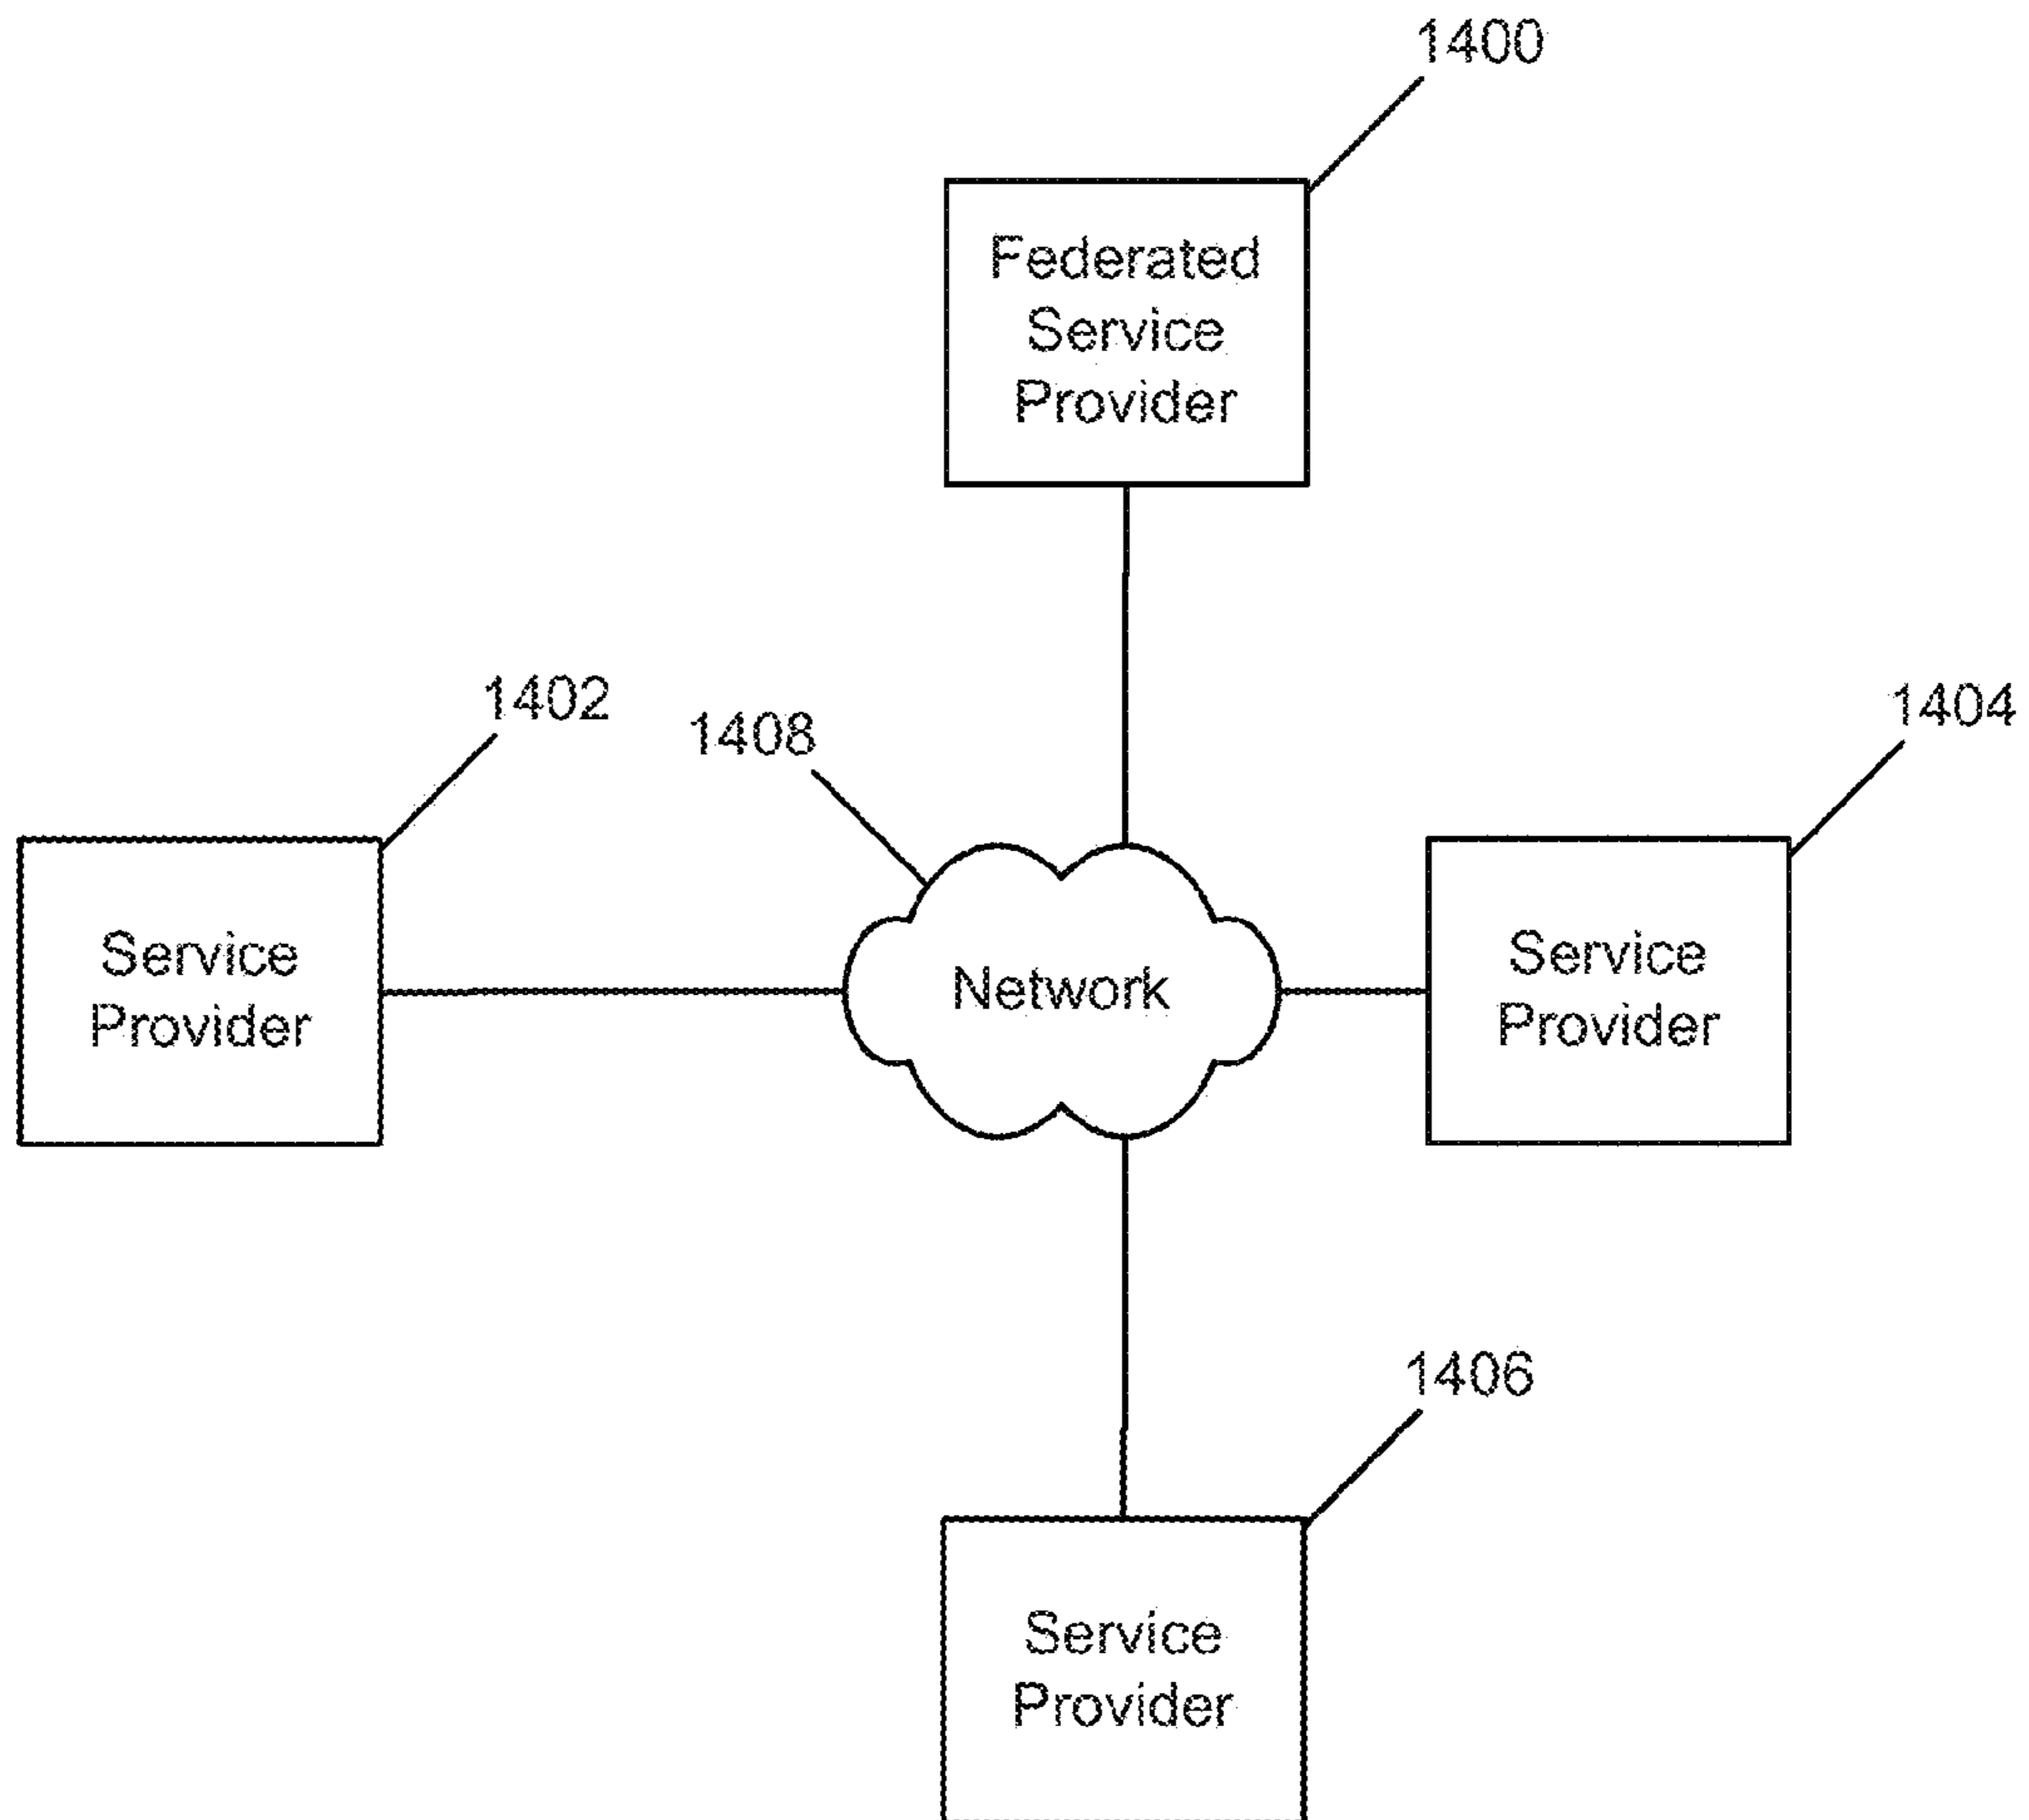 1400
Federated
Service
Provider
1402
1408
1404
Service
Provider
Network
Service
Provider
1406
Service
Provider